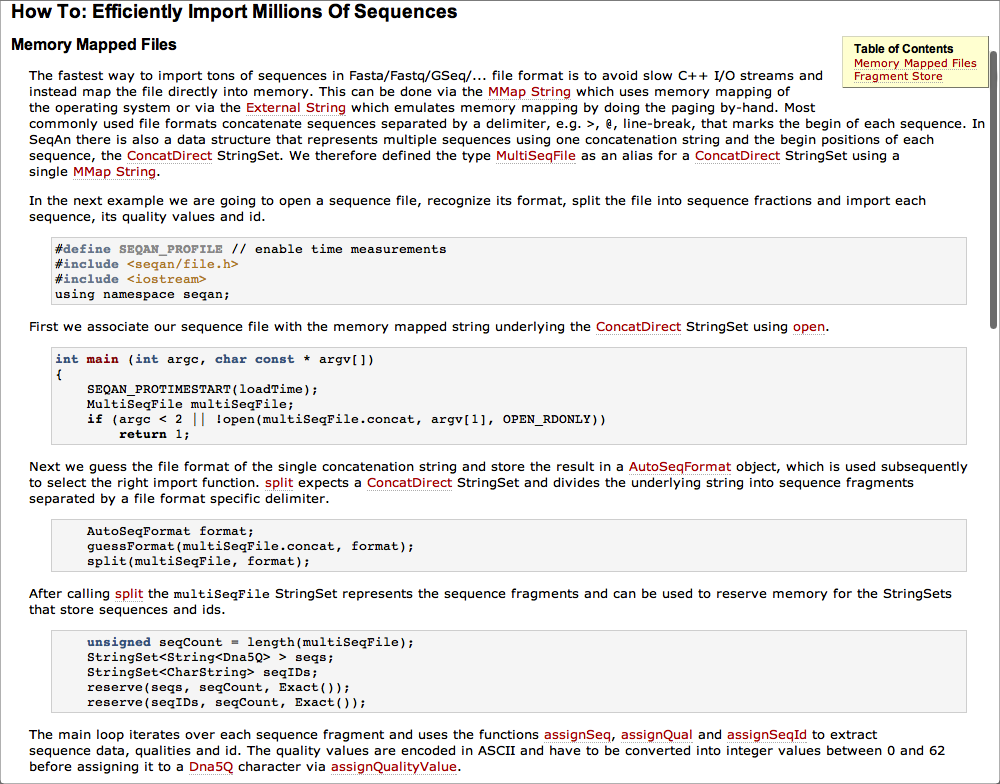 How To: Efficiently Import Millions Of Sequences
Memory Mapped Files
Table of Contents
Memory Mapped Files
Fragment Store
The fastest way to import tons of sequences in Fasta/Fastq/GSeq/... file format is to avoid slow C++ I/O streams and
instead map the file directly into memory. This can be done via the MMap String which uses memory mapping of
the operating system or via the External String which emulates memory mapping by doing the paging by-hand. Most
commonly used file formats concatenate sequences separated by a delimiter, e.g. >, @, line-break, that marks the begin of each sequence. In
SeqAn there is also a data structure that represents multiple sequences using one concatenation string and the begin positions of each
sequence, the ConcatDirect StringSet. We therefore defined the type MultiSeqFile as an alias for a ConcatDirect StringSet using a
single MMap String.
In the next example we are going to open a sequence file, recognize its format, split the file into sequence fractions and import each
sequence, its quality values and id.
#define SEQAN_PROFILE // enable time measurements
#include <seqan/file.h>
#include <iostream>
using namespace seqan;
First we associate our sequence file with the memory mapped string underlying the ConcatDirect StringSet using open.
int main (int argc, char const * argv[])
{
    SEQAN_PROTIMESTART(loadTime);
    MultiSeqFile multiSeqFile;
    if (argc < 2 || !open(multiSeqFile.concat, argv[1], OPEN_RDONLY))
        return 1;
Next we guess the file format of the single concatenation string and store the result in a AutoSeqFormat object, which is used subsequently
to select the right import function. split expects a ConcatDirect StringSet and divides the underlying string into sequence fragments
separated by a file format specific delimiter.
    AutoSeqFormat format;
    guessFormat(multiSeqFile.concat, format);
    split(multiSeqFile, format);
After calling split the multiSeqFile StringSet represents the sequence fragments and can be used to reserve memory for the StringSets
that store sequences and ids.
    unsigned seqCount = length(multiSeqFile);
    StringSet<String<Dna5Q> > seqs;
    StringSet<CharString> seqIDs;
    reserve(seqs, seqCount, Exact());
    reserve(seqIDs, seqCount, Exact());
The main loop iterates over each sequence fragment and uses the functions assignSeq, assignQual and assignSeqId to extract
sequence data, qualities and id. The quality values are encoded in ASCII and have to be converted into integer values between 0 and 62
before assigning it to a Dna5Q character via assignQualityValue.